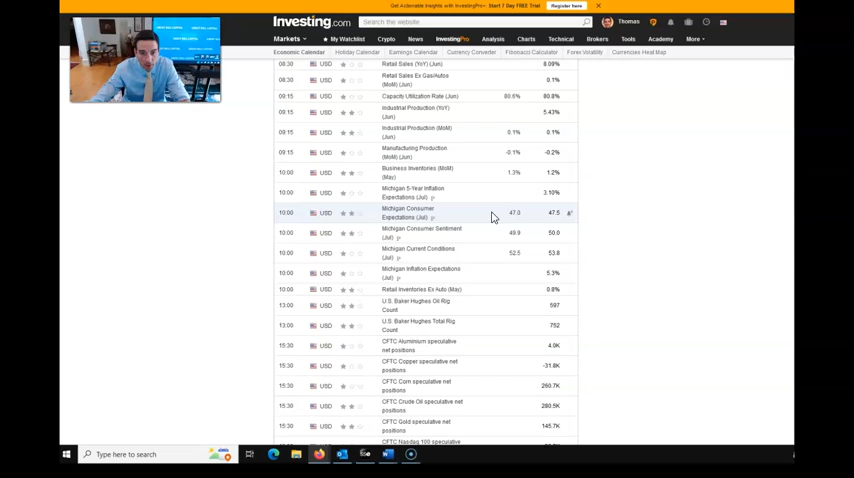 Get Actionable Insights with InvestingPro+: Start 7 Day FREE Trial Register here
Investing.com Search the website... Thomas
Markets My Watchlist Crypto News InvestingPro Analysis Charts Technical Brokers Tools Academy More
Economic Calendar Holiday Calendar Earnings Calendar Currency Converter Fibonacci Calculator Forex Volatility Currencies Heat Map
08:30 USD Retail Sales (YoY) (Jun) 8.09%
08:30 USD Retail Sales Ex Gas/Autos 0.1%
(MoM) (Jun)
09:15 USD Capacity Utilization Rate (Jun) 80.6% 80.8%
09:15 USD Industrial Production (YoY) 5.43%
(Jun)
09:15 USD Industrial Production (MoM) 0.1% 0.1%
(Jun)
09:15 USD Manufacturing Production -0.1% -0.2%
(MoM) (Jun)
10:00 USD Business Inventories (MoM) 1.3% 1.2%
(May)
10:00 USD Michigan 5-Year Inflation 3.10%
Expectations (Jul)
10:00 USD Michigan Consumer 47.0 47.5
Expectations (Jul)
10:00 USD Michigan Consumer Sentiment 49.9 50.0
(Jul)
10:00 USD Michigan Current Conditions 52.5 53.8
(Jul)
10:00 USD Michigan Inflation Expectations 5.3%
(Jul)
10:00 USD Retail Inventories Ex Auto (May) 0.8%
13:00 USD U.S. Baker Hughes Oil Rig 597
Count
13:00 USD U.S. Baker Hughes Total Rig 752
Count
15:30 USD CFTC Aluminium speculative 4.0K
net positions
15:30 USD CFTC Copper speculative net -31.8K
positions
15:30 USD CFTC Corn speculative net 260.7K
positions
15:30 USD CFTC Crude Oil speculative 280.5K
net positions
15:30 USD CFTC Gold speculative net 145.7K
positions
CFTC Nasdaq 100 speculative
Type here to search